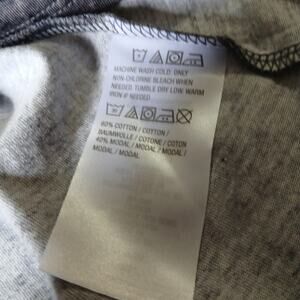 MACHINE WASH COLD, ONLY
NON-CHLORINE BLEACH WHEN
NEEDED, TUMBLE DRY LOW, WARM
IRON IF NEEDED
60% COTTON / COTTON /
BAUMWOLLE / COTONE / COTON
40% MODAL / MODAL / MODAL /
MODAL / MODAL